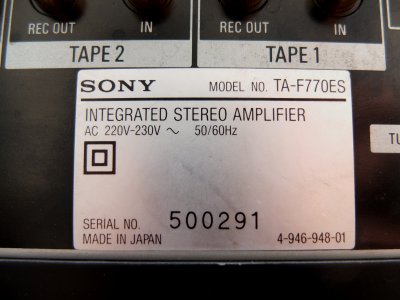 REC OUT IN REC OUT IN
TAPE 2 TAPE 1
SONY MODEL NO. TA-F770ES
INTEGRATED STEREO AMPLIFIER
AC 220V-230V ~ 50/60Hz
SERIAL NO. 500291
MADE IN JAPAN 4-946-948-01